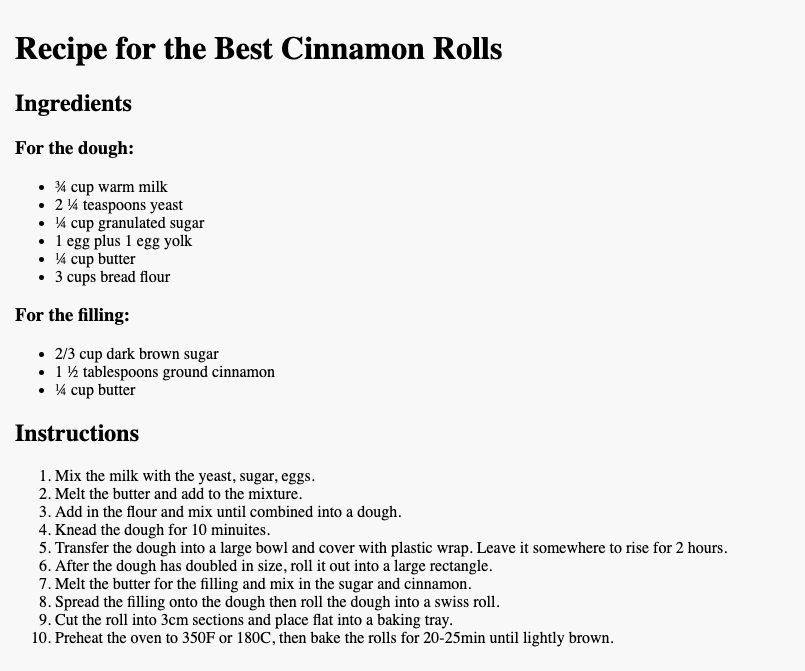 Recipe for the Best Cinnamon Rolls
Ingredients
For the dough:
• ¾ cup warm milk
• 2 ¼ teaspoons yeast
• ¼ cup granulated sugar
• 1 egg plus 1 egg yolk
• ¼ cup butter
• 3 cups bread flour
For the filling:
• 2/3 cup dark brown sugar
• 1 ½ tablespoons ground cinnamon
• ¼ cup butter
Instructions
1. Mix the milk with the yeast, sugar, eggs.
2. Melt the butter and add to the mixture.
3. Add in the flour and mix until combined into a dough.
4. Knead the dough for 10 minuites.
5. Transfer the dough into a large bowl and cover with plastic wrap. Leave it somewhere to rise for 2 hours.
6. After the dough has doubled in size, roll it out into a large rectangle.
7. Melt the butter for the filling and mix in the sugar and cinnamon.
8. Spread the filling onto the dough then roll the dough into a swiss roll.
9. Cut the roll into 3cm sections and place flat into a baking tray.
10. Preheat the oven to 350F or 180C, then bake the rolls for 20-25min until lightly brown.